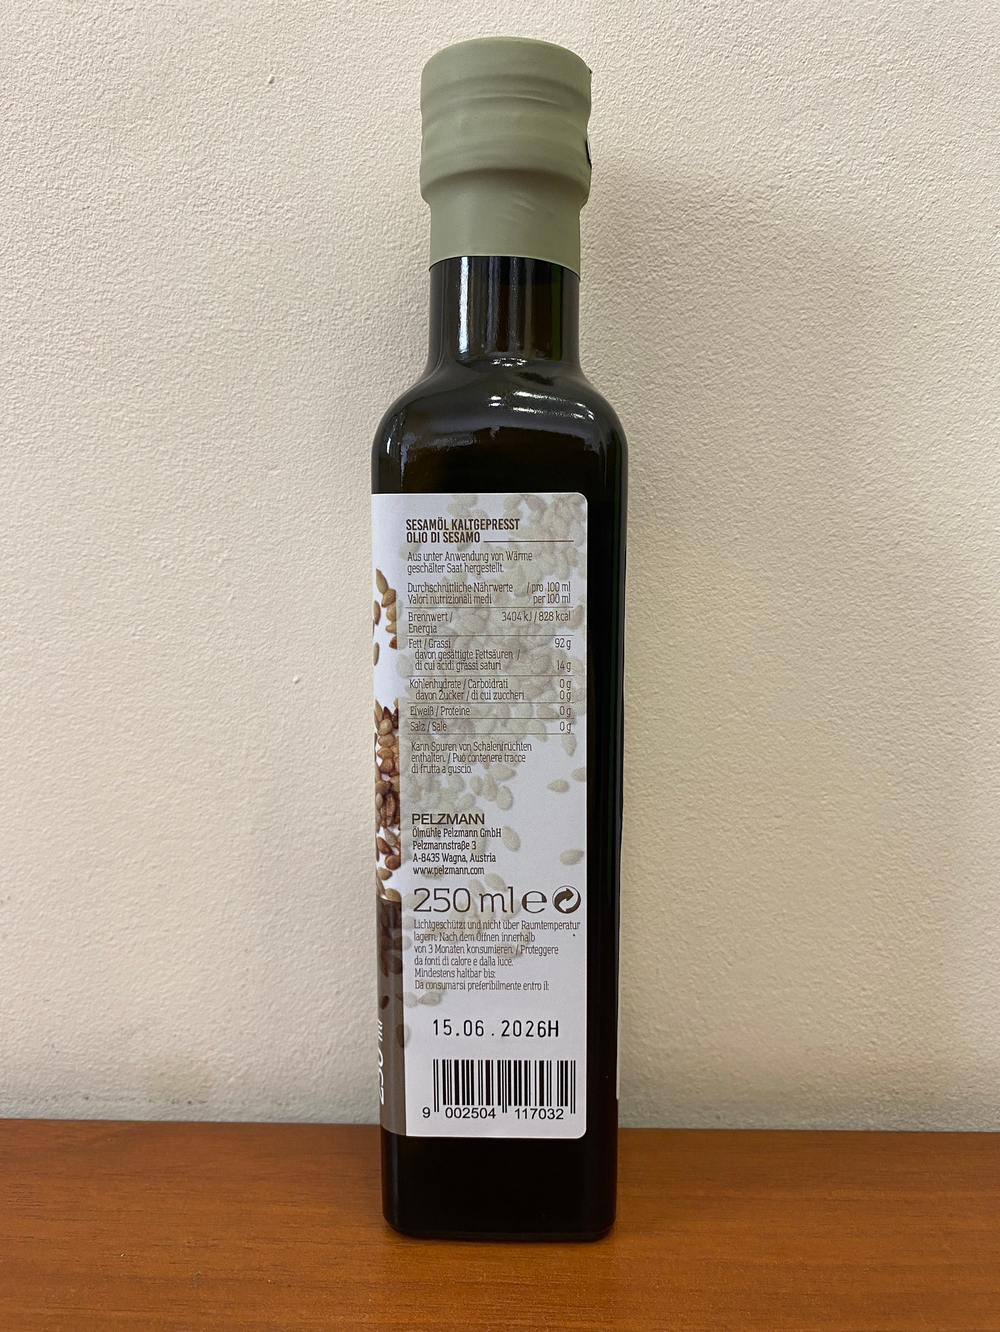 SESAMÖL KALTGEPRESST
OLIO DI SESAMO
Aus unter Anwendung von Wärme
geschälter Saat hergestellt.
Durchschnittliche Nährwerte / pro 100 ml
Valori nutrizionali medi per 100 ml
Brennwert / 3404 kJ / 828 kcal
Energia
Fett / Grassi 92 g
davon gesättigte Fettsäuren /
di cui acidi grassi saturi 14 g
Kohlenhydrate / Carboidrati 0 g
davon Zucker / di cui zuccheri 0 g
Eiweiß / Proteine 0 g
Salz / Sale 0 g
Kann Spuren von Schalenfrüchten
enthalten. / Può contenere tracce
di frutta a guscio.
PELZMANN
Ölmühle Pelzmann GmbH
Pelzmannstraße 3
A-8435 Wagna, Austria
www.pelzmann.com
250 ml e
Lichtgeschützt und nicht über Raumtemperatur
lagern. Nach dem Öffnen innerhalb
von 3 Monaten konsumieren. / Proteggere
da fonti di calore e dalla luce.
Mindestens haltbar bis:
Da consumarsi preferibilmente entro il:
15.06.2026H
9 002504 117032
250 ml